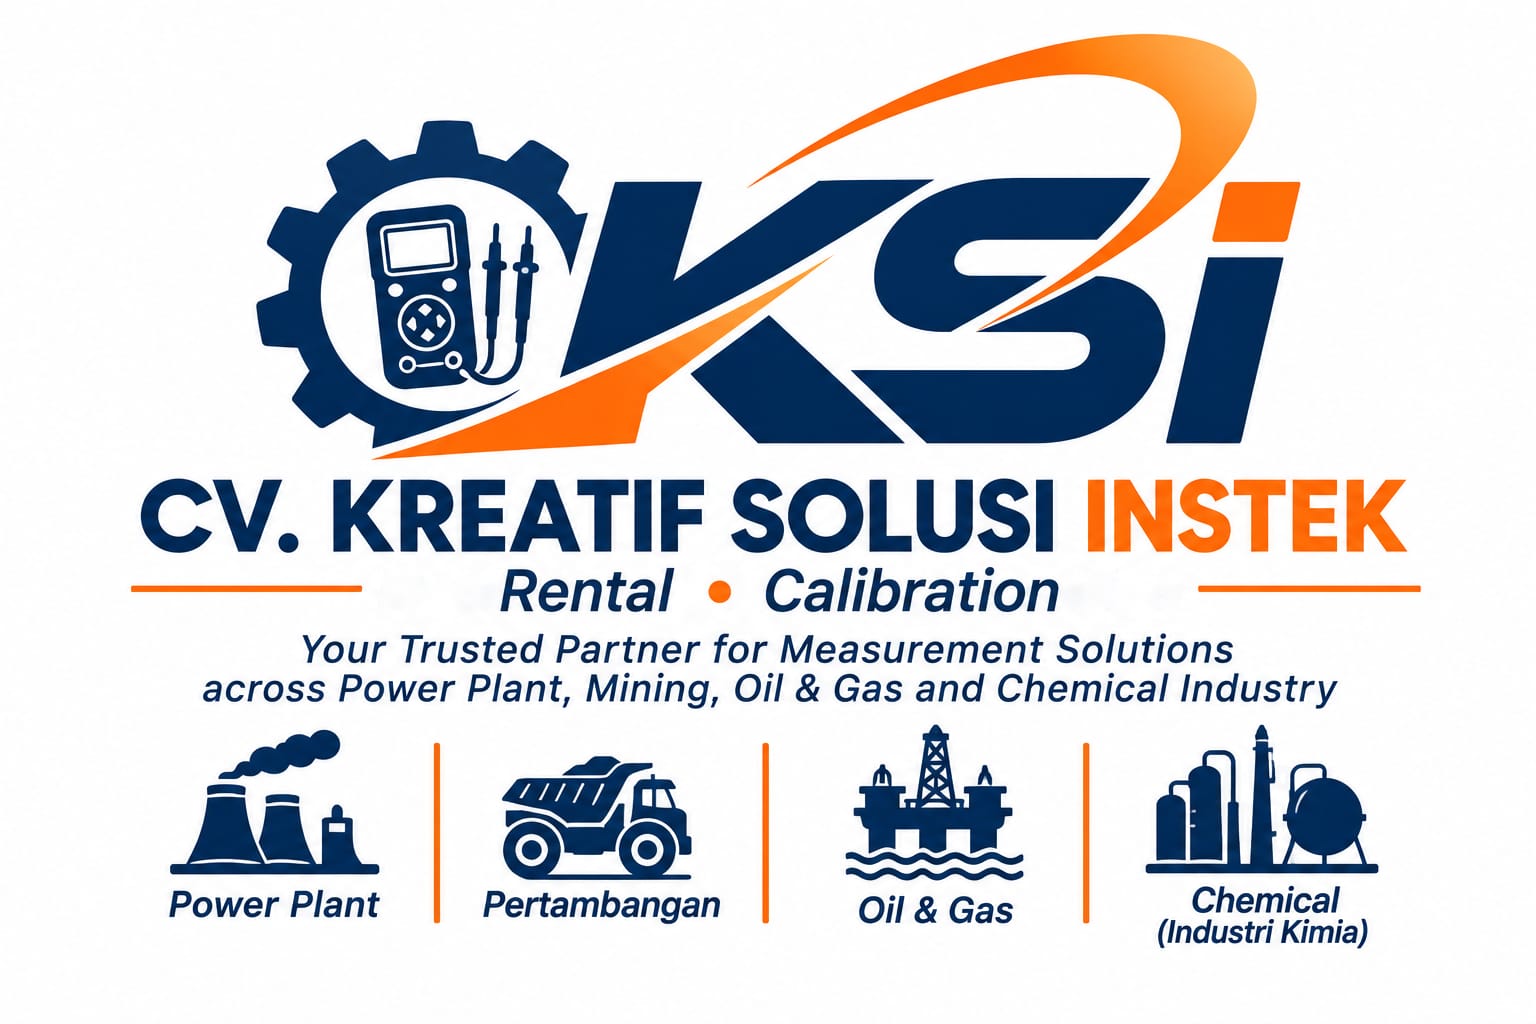 KSi
CV. KREATIF SOLUSI INSTEK
Rental • Calibration
Your Trusted Partner for Measurement Solutions
across Power Plant, Mining, Oil & Gas and Chemical Industry
Power Plant
Pertambangan
Oil & Gas
Chemical
(Industri Kimia)